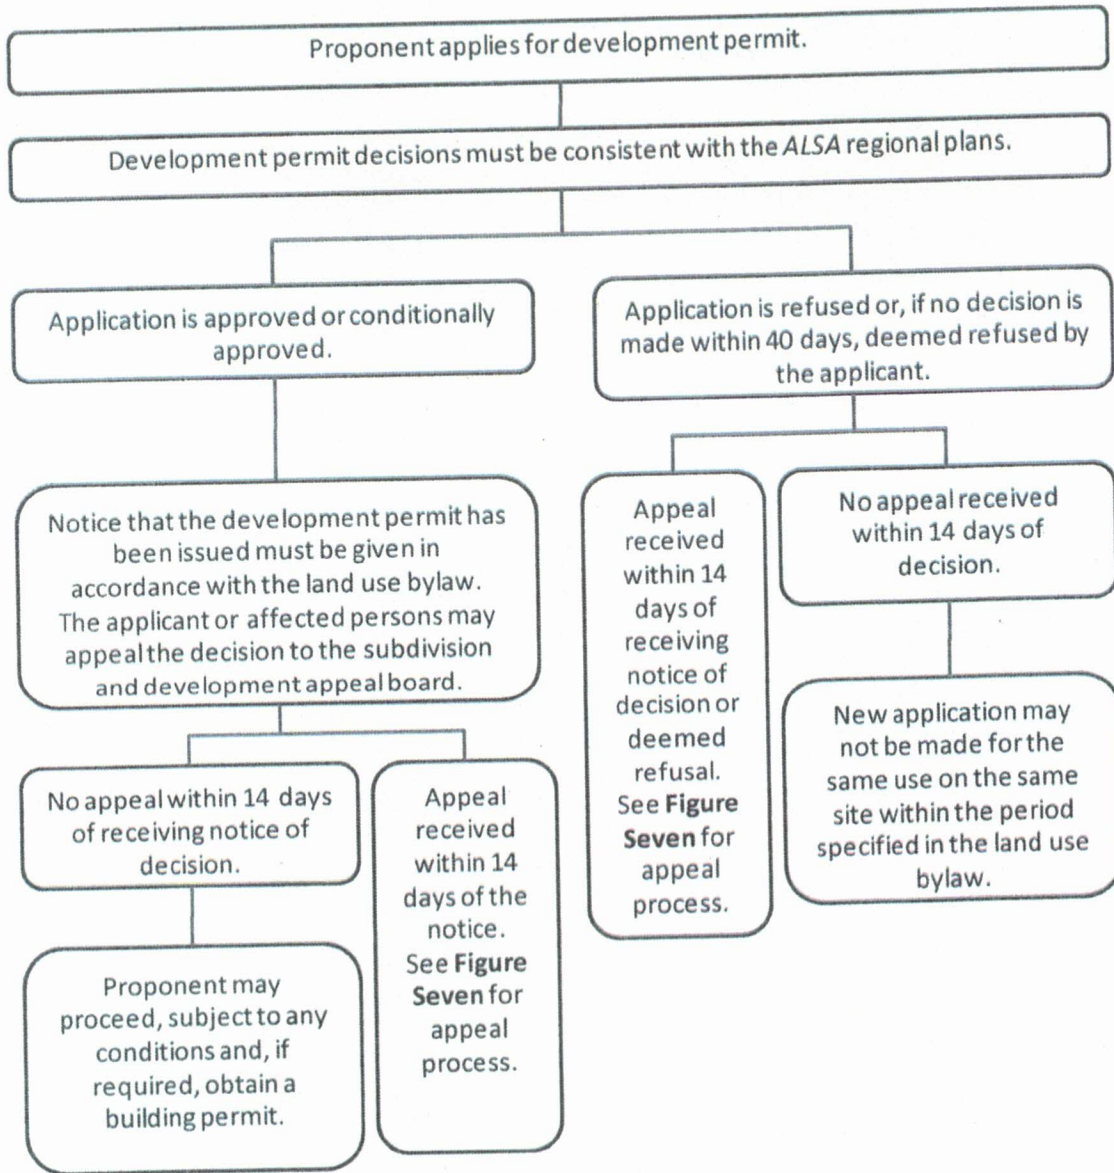 Proponent applies for development permit.
Development permit decisions must be consistent with the ALSA regional plans.
Application is approved or conditionally
approved.
Application is refused or, if no decision is
made within 40 days, deemed refused by
the applicant.
Notice that the development permit has
been issued must be given in
accordance with the land use bylaw.
The applicant or affected persons may
appeal the decision to the subdivision
and development appeal board.
Appeal
received
within 14
days of
receiving
notice of
decision or
deemed
refusal.
See Figure
Seven for
appeal
process.
No appeal received
within 14 days of
decision.
New application may
not be made for the
same use on the same
site within the period
specified in the land use
bylaw.
No appeal within 14 days
of receiving notice of
decision.
Appeal
received
within 14
days of the
notice.
See Figure
Seven for
appeal
process.
Proponent may
proceed, subject to any
conditions and, if
required, obtain a
building permit.